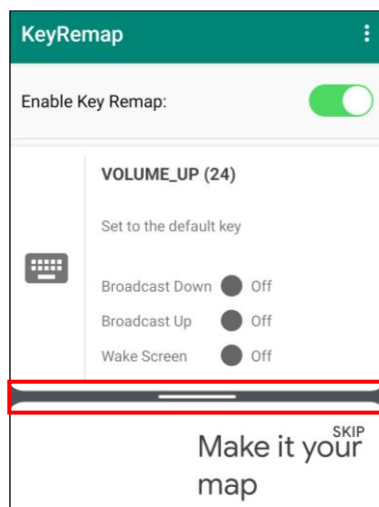 KeyRemap
Enable Key Remap:
VOLUME_UP (24)
Set to the default key
Broadcast Down Off
Broadcast Up Off
Wake Screen Off
SKIP
Make it your
map